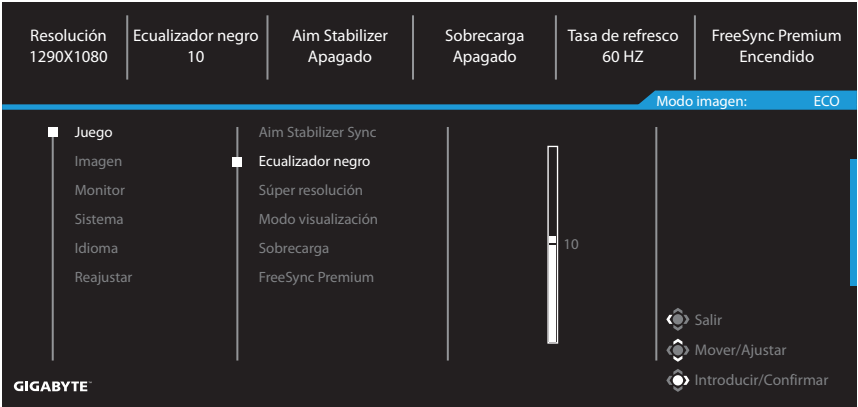 Resolución Ecualizador negro Aim Stabilizer Sobrecarga Tasa de refresco FreeSync Premium
1290X1080 10 Apagado Apagado 60 HZ Encendido
Modo imagen: ECO
Juego Aim Stabilizer Sync
Imagen Ecualizador negro
Monitor Súper resolución
Sistema Modo visualización
Idioma Sobrecarga 10
Reajustar FreeSync Premium
Salir
Mover/Ajustar
GIGABYTE™ Introducir/Confirmar